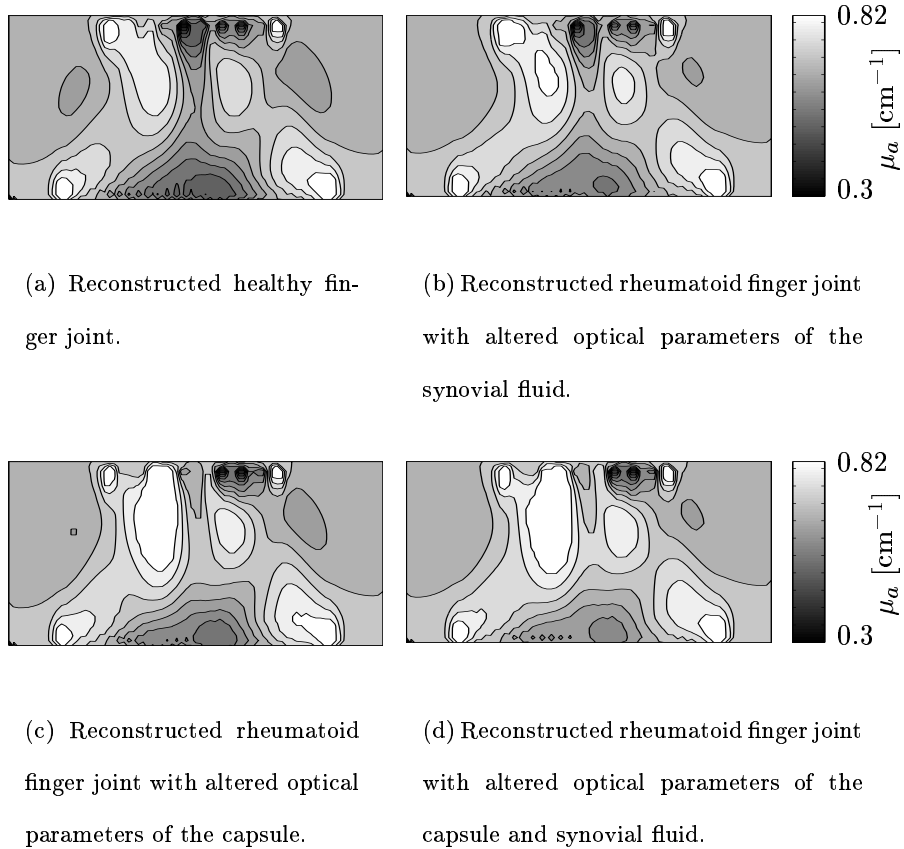 0.82
0.3
μa [cm−1]
(a) Reconstructed healthy fin-
ger joint.
(b) Reconstructed rheumatoid finger joint
with altered optical parameters of the
synovial fluid.
0.82
0.3
μa [cm−1]
(c) Reconstructed rheumatoid
finger joint with altered optical
parameters of the capsule.
(d) Reconstructed rheumatoid finger joint
with altered optical parameters of the
capsule and synovial fluid.